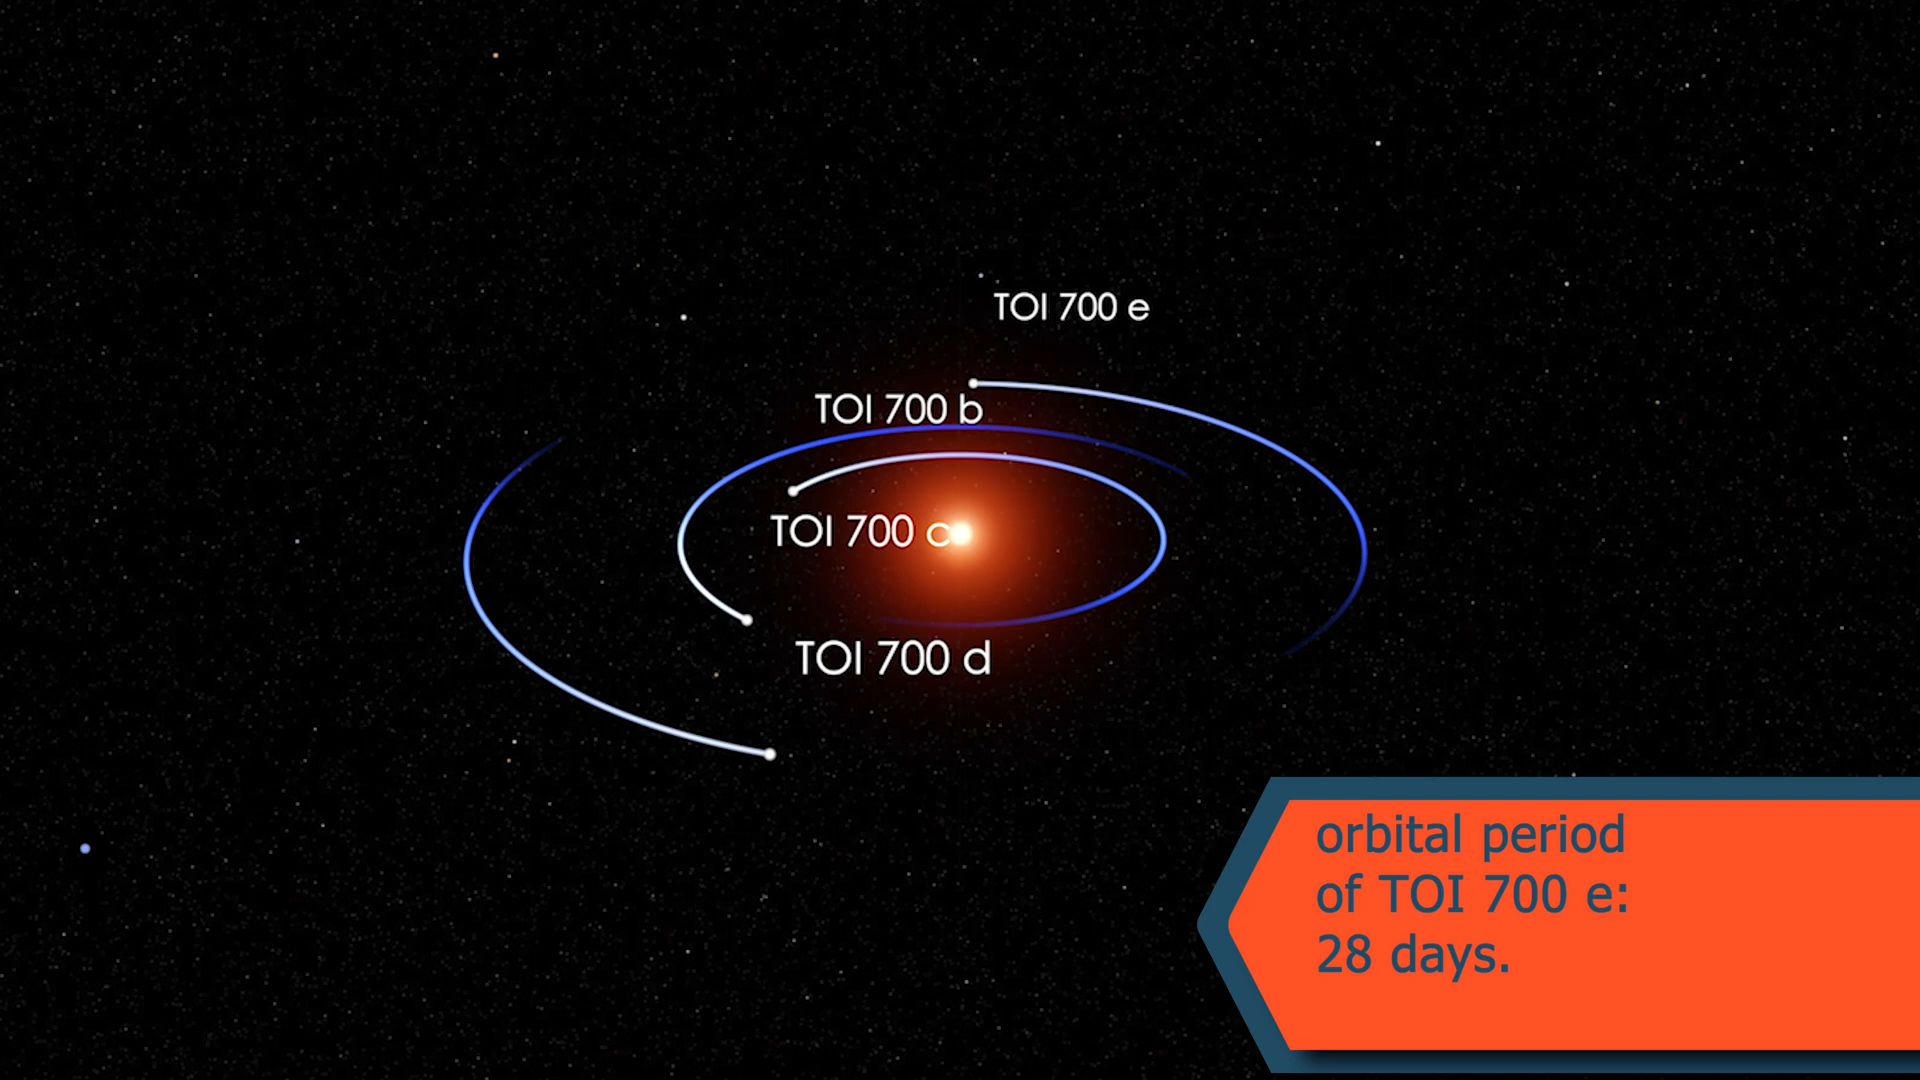 TOI 700 e
TOI 700 b
TOI 700 c
TOI 700 d
orbital period
of TOI 700 e:
28 days.